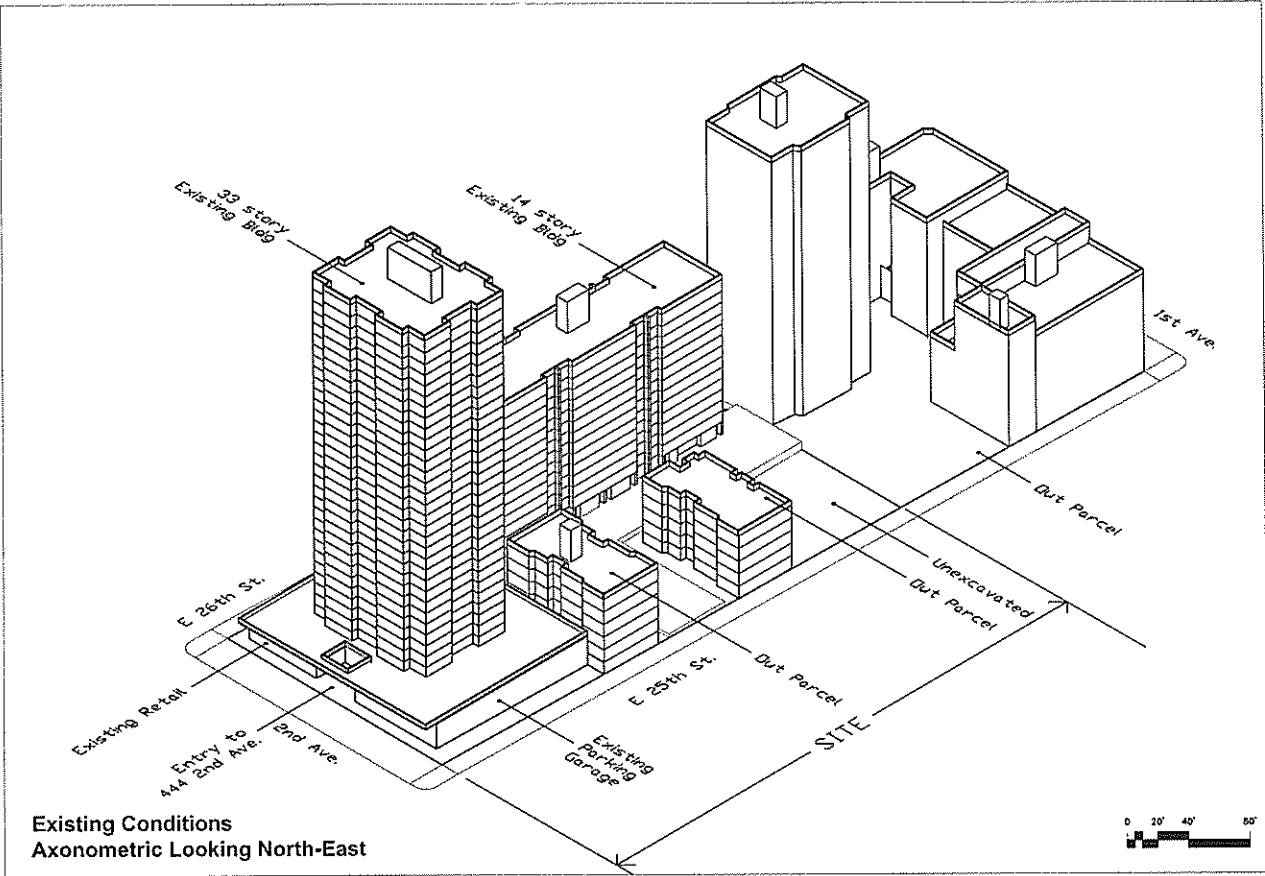 33 story
Existing Bldg
14 story
Existing Bldg
1st Ave.
Out Parcel
Unexcavated
Out Parcel
Out Parcel
E 26th St.
E 25th St.
SITE
Existing Retail
Entry to
444 2nd Ave.
2nd Ave.
Existing
Parking
Garage
Existing Conditions
Axonometric Looking North-East
0 20' 40' 80'